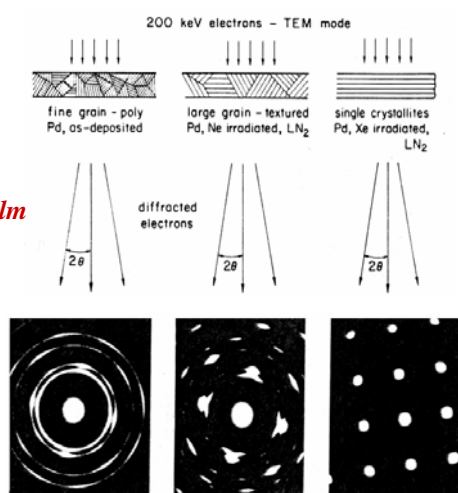 200 keV electrons – TEM mode
fine grain – poly
Pd, as-deposited
large grain – textured
Pd, Ne irradiated, LN₂
single crystallites
Pd, Xe irradiated,
LN₂
lm
diffracted
electrons
2θ
2θ
2θ